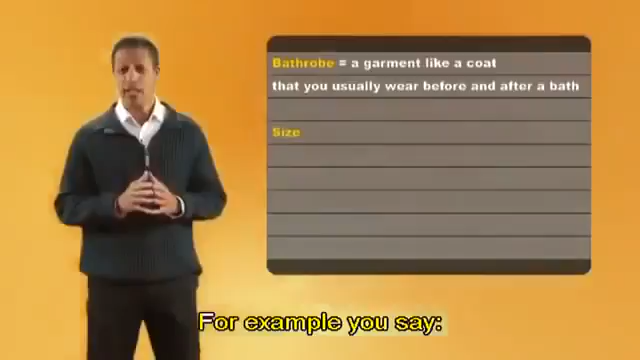 Bathrobe = a garment like a coat
that you usually wear before and after a bath
Size
For example you say: